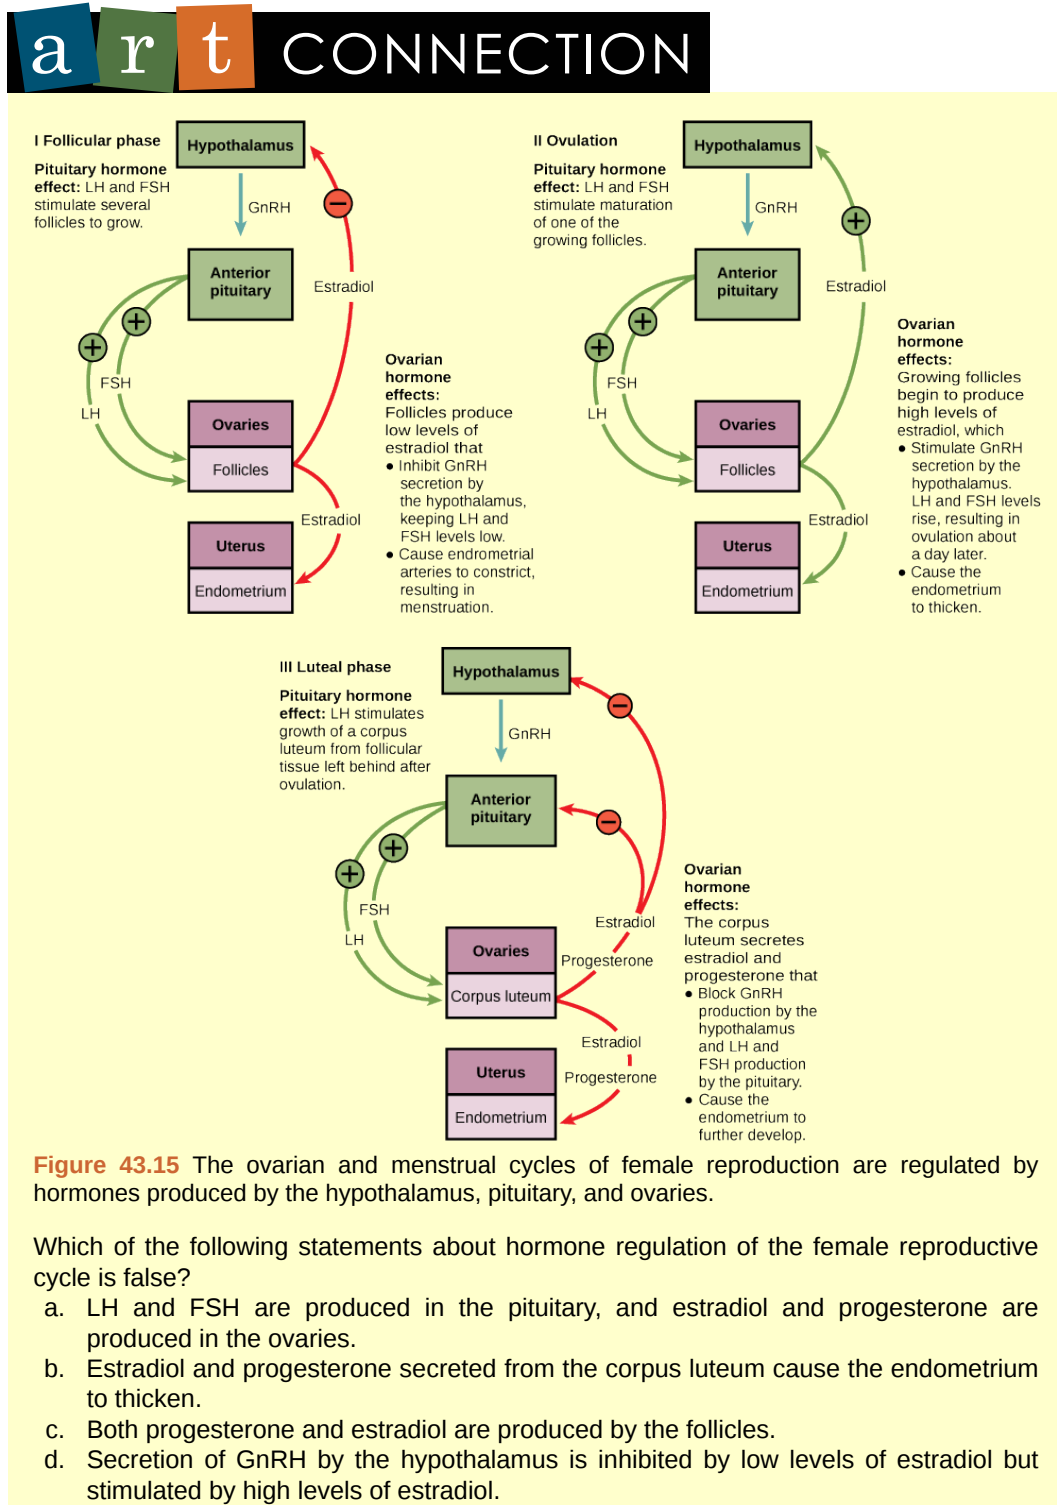 art CONNECTION
I Follicular phase
Pituitary hormone
effect: LH and FSH
stimulate several
follicles to grow.
Hypothalamus
GnRH
Anterior
pituitary
Estradiol
FSH
LH
Ovaries
Follicles
Estradiol
Uterus
Endometrium
Ovarian
hormone
effects:
Follicles produce
low levels of
estradiol that
● Inhibit GnRH
secretion by
the hypothalamus,
keeping LH and
FSH levels low.
● Cause endrometrial
arteries to constrict,
resulting in
menstruation.
II Ovulation
Pituitary hormone
effect: LH and FSH
stimulate maturation
of one of the
growing follicles.
Hypothalamus
GnRH
Anterior
pituitary
Estradiol
FSH
LH
Ovaries
Follicles
Estradiol
Uterus
Endometrium
Ovarian
hormone
effects:
Growing follicles
begin to produce
high levels of
estradiol, which
● Stimulate GnRH
secretion by the
hypothalamus.
LH and FSH levels
rise, resulting in
ovulation about
a day later.
● Cause the
endometrium
to thicken.
III Luteal phase
Pituitary hormone
effect: LH stimulates
growth of a corpus
luteum from follicular
tissue left behind after
ovulation.
Hypothalamus
GnRH
Anterior
pituitary
FSH
LH
Estradiol
Progesterone
Ovaries
Corpus luteum
Estradiol
Progesterone
Uterus
Endometrium
Ovarian
hormone
effects:
The corpus
luteum secretes
estradiol and
progesterone that
● Block GnRH
production by the
hypothalamus
and LH and
FSH production
by the pituitary.
● Cause the
endometrium to
further develop.
Figure 43.15 The ovarian and menstrual cycles of female reproduction are regulated by
hormones produced by the hypothalamus, pituitary, and ovaries.
Which of the following statements about hormone regulation of the female reproductive
cycle is false?
a. LH and FSH are produced in the pituitary, and estradiol and progesterone are
produced in the ovaries.
b. Estradiol and progesterone secreted from the corpus luteum cause the endometrium
to thicken.
c. Both progesterone and estradiol are produced by the follicles.
d. Secretion of GnRH by the hypothalamus is inhibited by low levels of estradiol but
stimulated by high levels of estradiol.